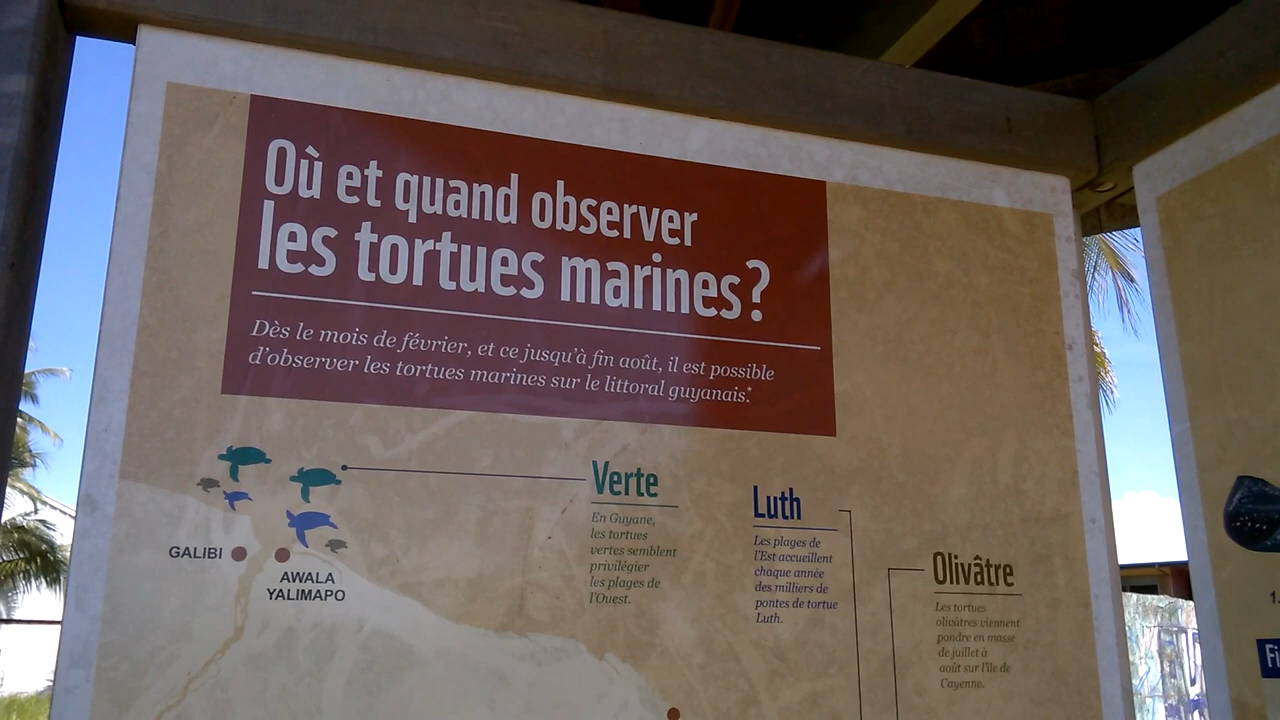 Où et quand observer
les tortues marines?
Dès le mois de février, et ce jusqu'à fin août, il est possible
d'observer les tortues marines sur le littoral guyanais.*
GALIBI
AWALA
YALIMAPO
Verte
En Guyane,
les tortues
vertes semblent
privilégier
les plages de
l'Ouest.
Luth
Les plages de
l'Est accueillent
chaque année
des milliers de
pontes de tortue
Luth.
Olivâtre
Les tortues
olivâtres viennent
pondre en masse
de juillet à
août sur l'île de
Cayenne.
1.
Fi